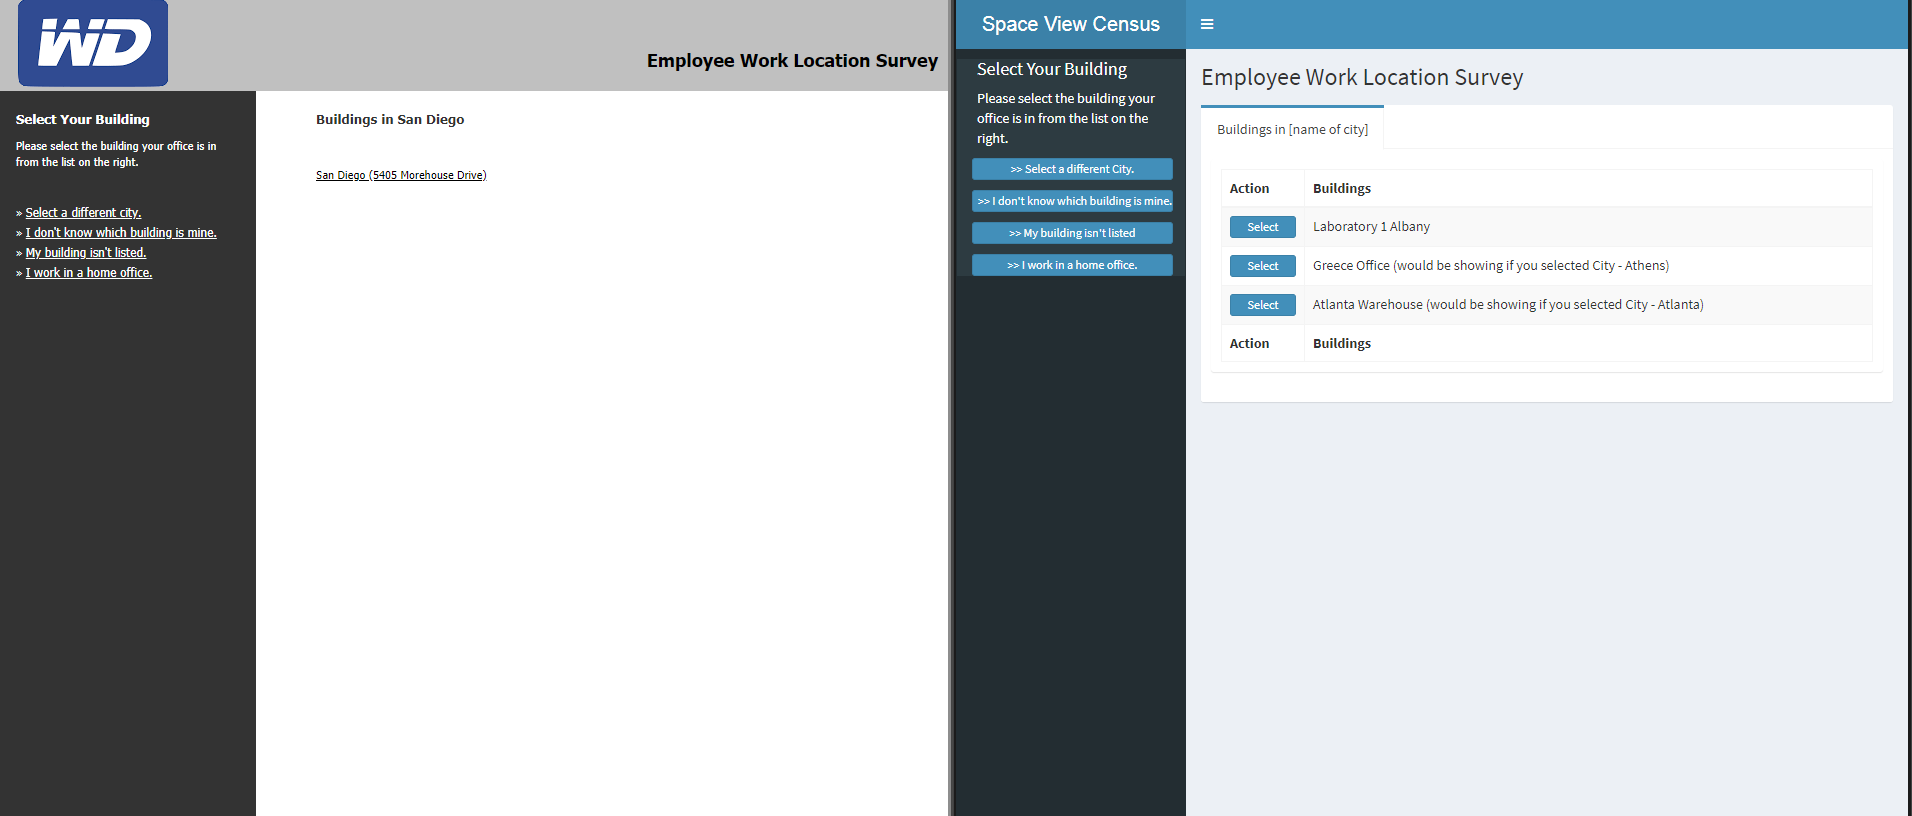 WD
Employee Work Location Survey
Select Your Building
Please select the building your office is in
from the list on the right.
» Select a different city.
» I don't know which building is mine.
» My building isn't listed.
» I work in a home office.
Buildings in San Diego
San Diego (5405 Morehouse Drive)
Space View Census
Select Your Building
Please select the building your
office is in from the list on the
right.
>> Select a different City.
>> I don't know which building is mine.
>> My building isn't listed
>> I work in a home office.
Employee Work Location Survey
Buildings in [name of city]
Action Buildings
Select Laboratory 1 Albany
Select Greece Office (would be showing if you selected City - Athens)
Select Atlanta Warehouse (would be showing if you selected City - Atlanta)
Action Buildings